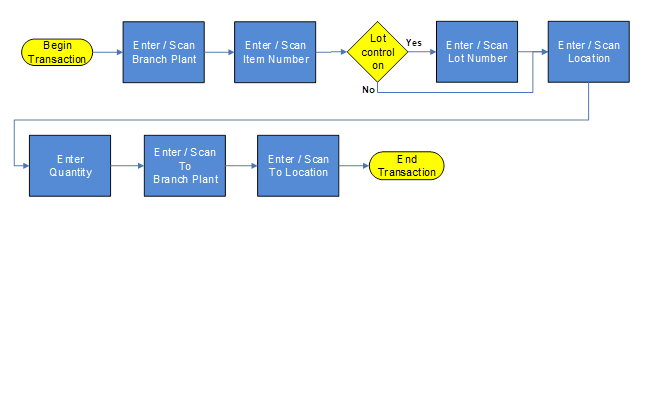 Begin
Transaction
Enter / Scan
Branch Plant
Enter / Scan
Item Number
Lot
control
on
Yes
No
Enter / Scan
Lot Number
Enter / Scan
Location
Enter
Quantity
Enter / Scan
To
Branch Plant
Enter / Scan
To Location
End
Transaction